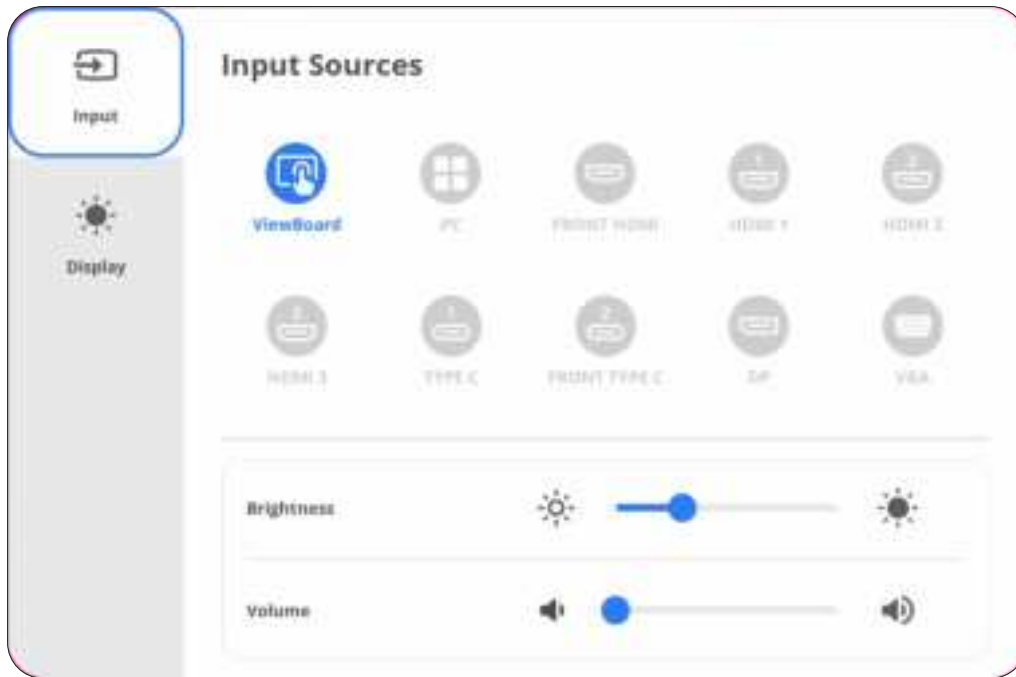 Input
Input Sources
ViewBoard
PC
FRONT HDMI
HDMI 1
HDMI 2
Display
HDMI 3
TYPE C
FRONT TYPE C
DP
VGA
Brightness
Volume